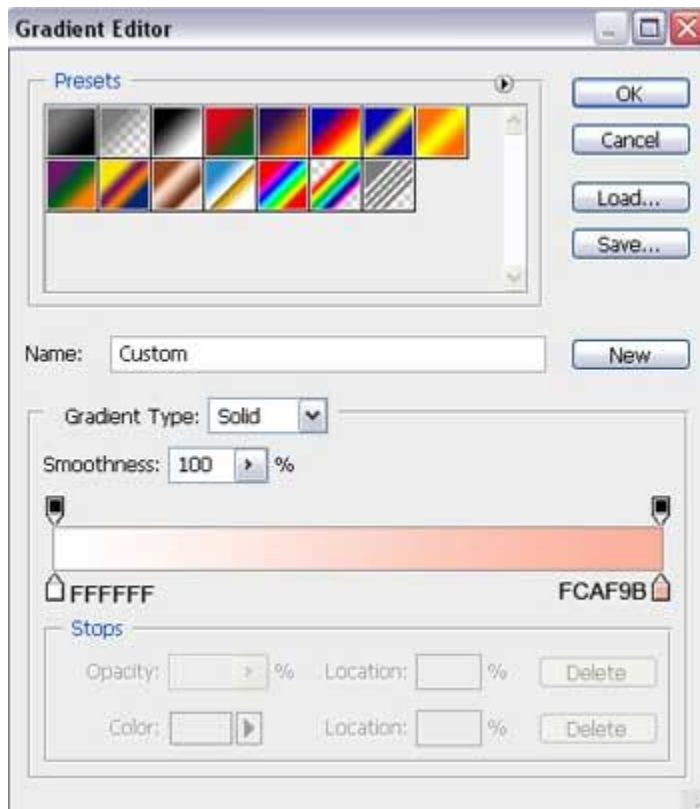 Gradient Editor
Presets
OK
Cancel
Load...
Save...
Name: Custom
New
Gradient Type: Solid
Smoothness: 100 %
FFFFFF FCAF9B
Stops
Opacity: % Location: % Delete
Color: Location: % Delete